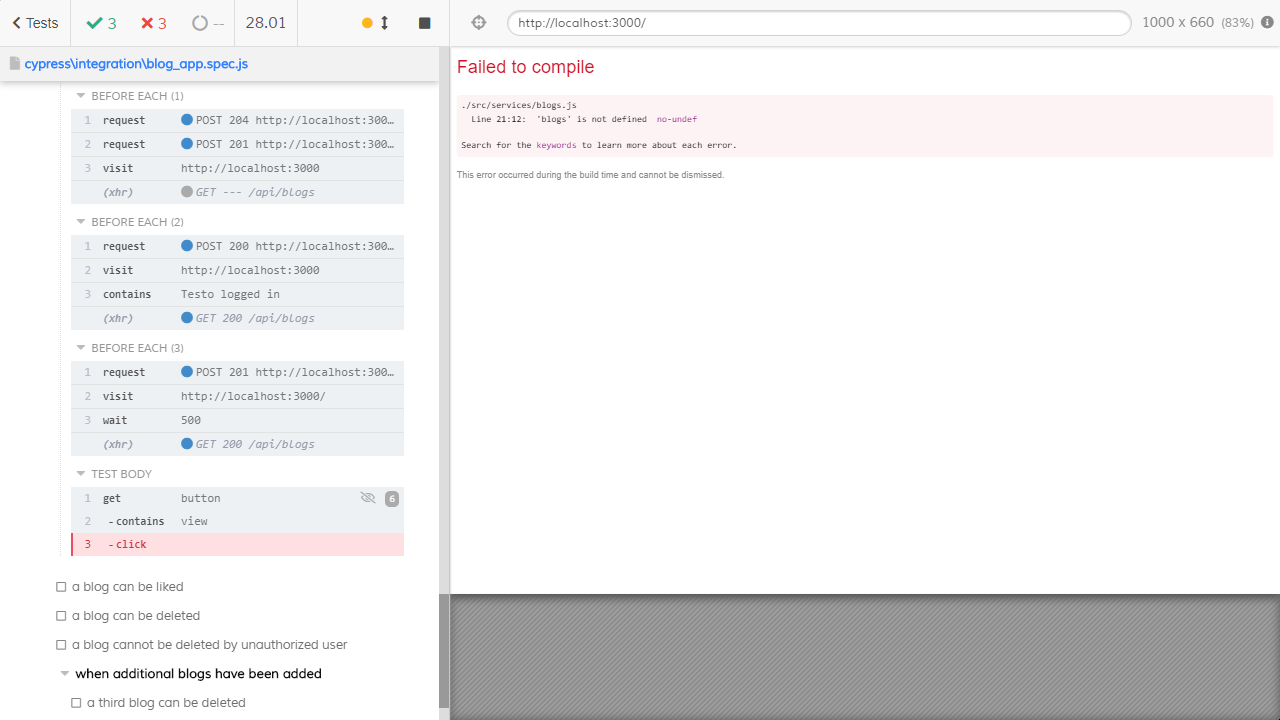 Tests
3
3
--
28.01
http://localhost:3000/
1000 x 660 (83%)
cypress\integration\blog_app.spec.js
BEFORE EACH (1)
1 request POST 204 http://localhost:300…
2 request POST 201 http://localhost:300…
3 visit http://localhost:3000
(xhr) GET --- /api/blogs
BEFORE EACH (2)
1 request POST 200 http://localhost:300…
2 visit http://localhost:3000
3 contains Testo logged in
(xhr) GET 200 /api/blogs
BEFORE EACH (3)
1 request POST 201 http://localhost:300…
2 visit http://localhost:3000/
3 wait 500
(xhr) GET 200 /api/blogs
TEST BODY
1 get button 6
2 -contains view
3 -click
a blog can be liked
a blog can be deleted
a blog cannot be deleted by unauthorized user
when additional blogs have been added
a third blog can be deleted
Failed to compile
./src/services/blogs.js
Line 21:12: 'blogs' is not defined no-undef
Search for the keywords to learn more about each error.
This error occurred during the build time and cannot be dismissed.